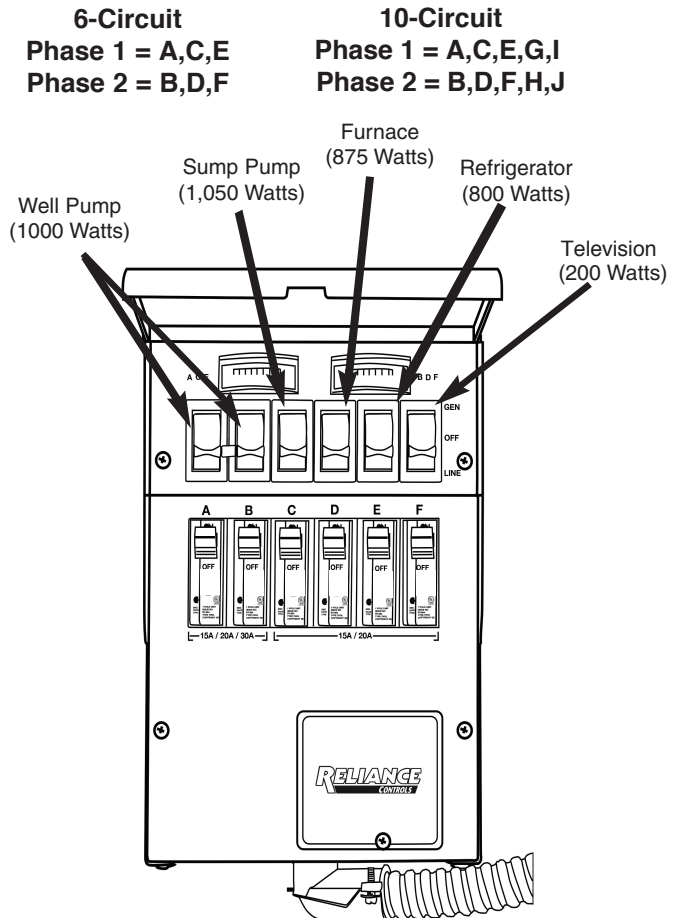 6-Circuit
Phase 1 = A,C,E
Phase 2 = B,D,F
10-Circuit
Phase 1 = A,C,E,G,I
Phase 2 = B,D,F,H,J
Well Pump
(1000 Watts)
Sump Pump
(1,050 Watts)
Furnace
(875 Watts)
Refrigerator
(800 Watts)
Television
(200 Watts)
B D F
GEN
OFF
LINE
A B C D E F
OFF OFF OFF OFF OFF OFF
15A / 20A / 30A
15A / 20A
RELIANCE
CONTROLS